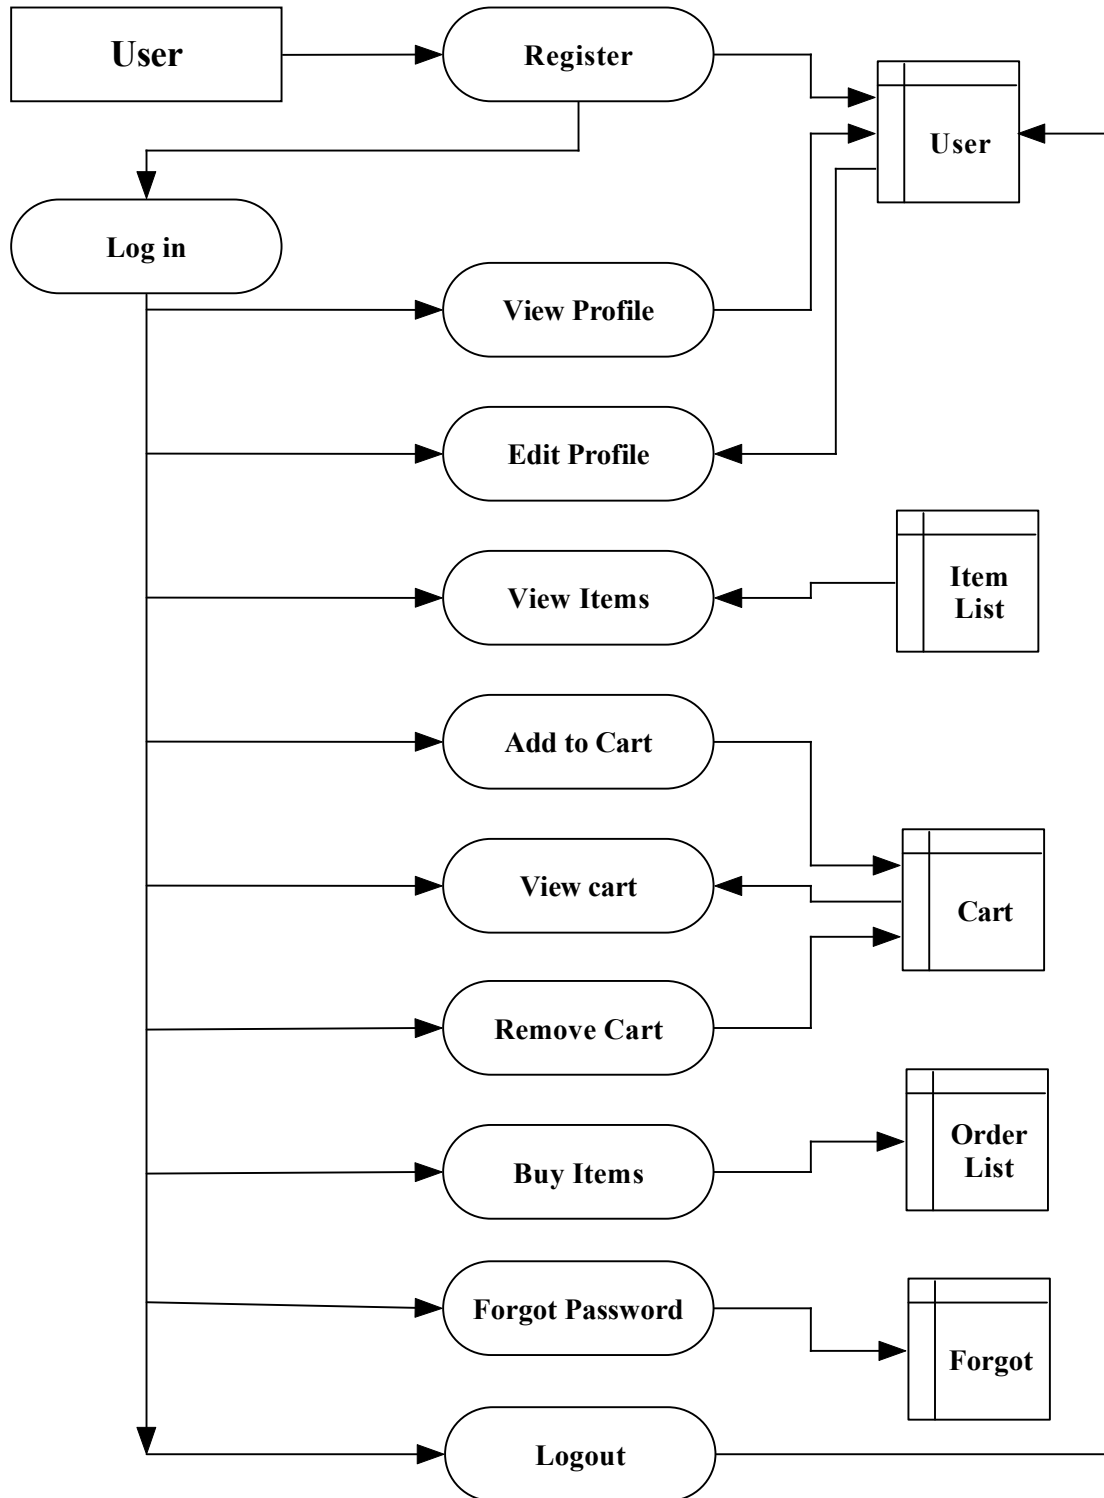 User
Register
User
Log in
View Profile
Edit Profile
View Items
Item
List
Add to Cart
View cart
Cart
Remove Cart
Buy Items
Order
List
Forgot Password
Forgot
Logout